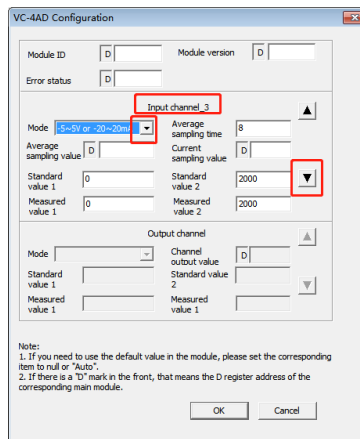 VC-4AD Configuration
Module ID D Module version D
Error status D
Input channel_3
Mode -5~5V or -20~20mA Average sampling time 8
Average sampling value D Current sampling value D
Standard value 1 0 Standard value 2 2000
Measured value 1 0 Measured value 2 2000
Output channel
Mode Channel output value D
Standard value 1 Standard value 2
Measured value 1 Measured value 1
Note:
1. If you need to use the default value in the module, please set the corresponding
item to null or "Auto".
2. If there is a "D" mark in the front, that means the D register address of the
corresponding main module.
OK Cancel